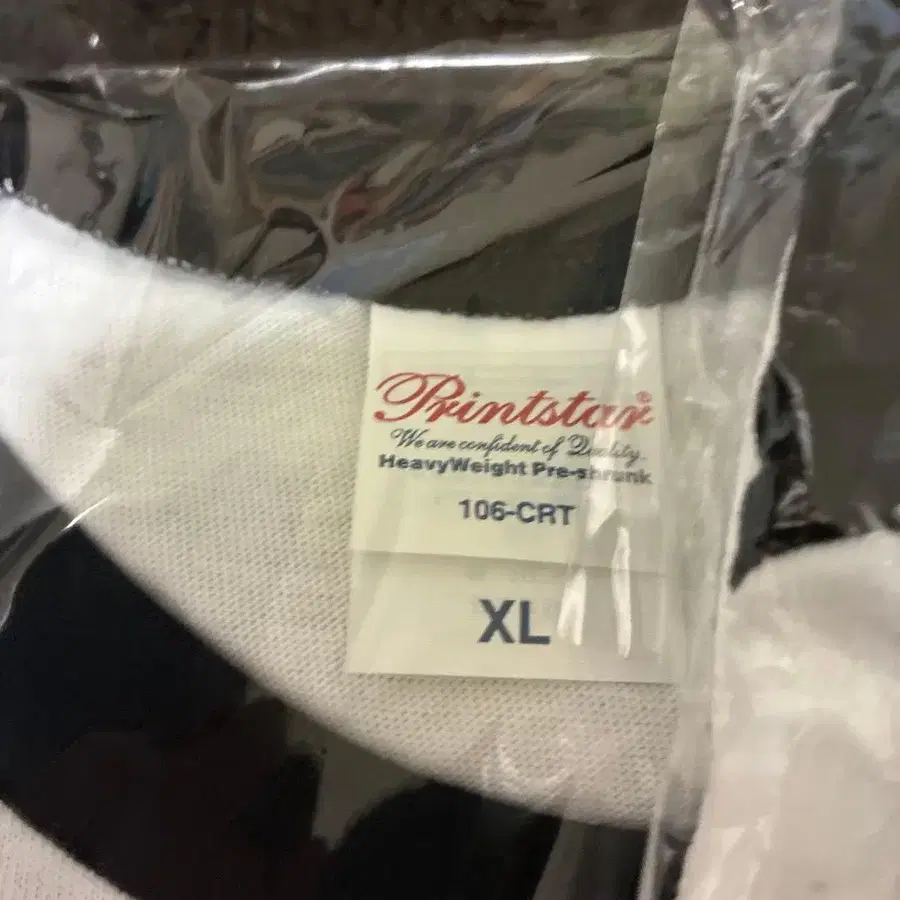 Printstar®
We are confident of Quality.
HeavyWeight Pre-shrunk
106-CRT
XL